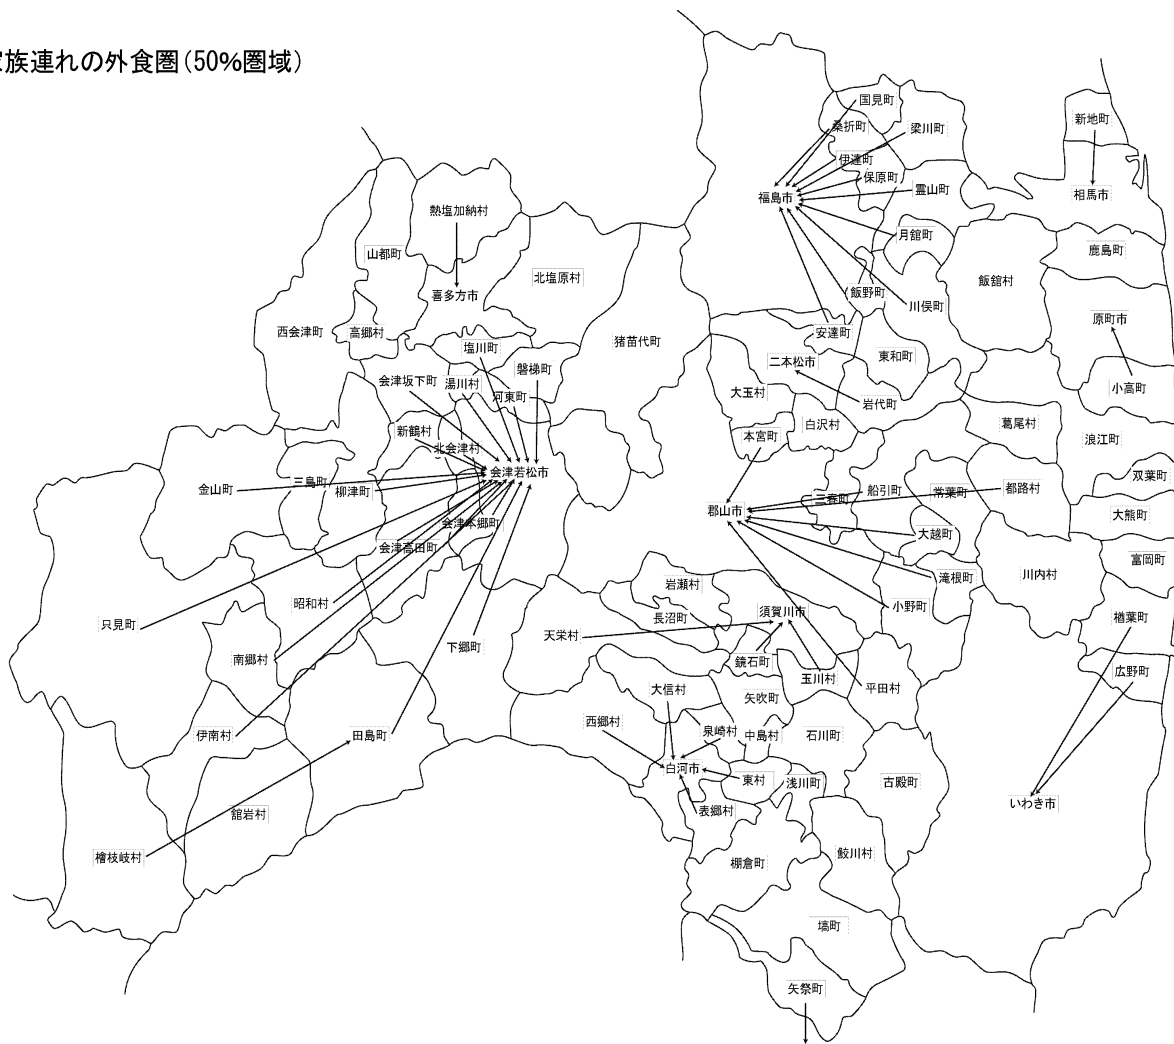 族連れの外食圏（50％圏域）
国見町
新地町
桑折町
梁川町
伊達町
保原町
霊山町
福島市
相馬市
熱塩加納村
月舘町
山都町
鹿島町
北塩原村
飯舘村
喜多方市
飯野町
川俣町
原町市
西会津町
高郷村
安達町
猪苗代町
塩川町
二本松市
東和町
磐梯町
会津坂下町
湯川村
河東町
大玉村
小高町
岩代町
新鶴村
北会津村
白沢村
葛尾村
本宮町
浪江町
会津若松市
双葉町
三島町
金山町
柳津町
船引町
常葉町
都路村
三春町
郡山市
大熊町
会津本郷町
大越町
会津高田町
富岡町
川内村
滝根町
岩瀬村
昭和村
小野町
須賀川市
長沼町
楢葉町
只見町
天栄村
下郷町
南郷村
鏡石町
広野町
玉川村
平田村
大信村
矢吹町
西郷村
泉崎村
中島村
石川町
伊南村
田島町
白河市
東村
浅川町
古殿町
いわき市
表郷村
舘岩村
檜枝岐村
鮫川村
棚倉町
塙町
矢祭町